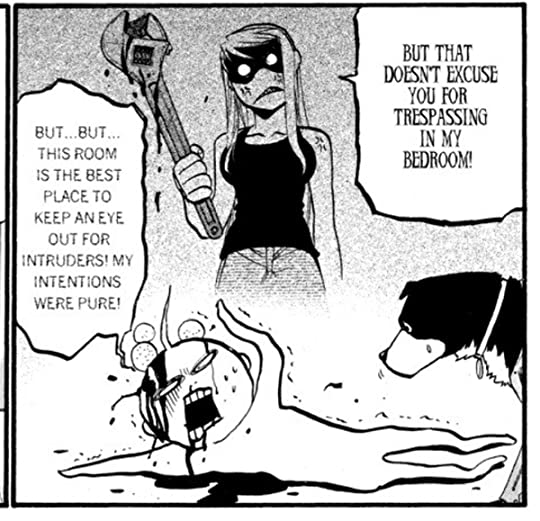 BUT THAT
DOESN'T EXCUSE
YOU FOR
TRESPASSING
IN MY
BEDROOM!
BUT...BUT...
THIS ROOM
IS THE BEST
PLACE TO
KEEP AN EYE
OUT FOR
INTRUDERS! MY
INTENTIONS
WERE PURE!